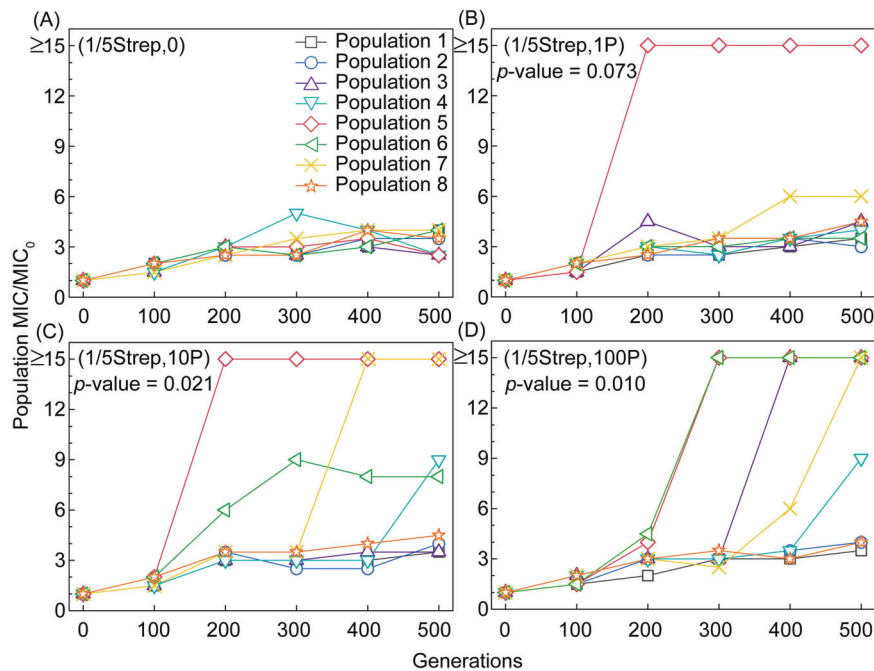 (A)
(1/5Strep,0)
Population 1
Population 2
Population 3
Population 4
Population 5
Population 6
Population 7
Population 8
≥
15
12
9
6
3
0
0 100 200 300 400 500
(B)
(1/5Strep,1P)
p-value = 0.073
≥
15
12
9
6
3
0
0 100 200 300 400 500
(C)
(1/5Strep,10P)
p-value = 0.021
≥
15
12
9
6
3
0
0 100 200 300 400 500
(D)
(1/5Strep,100P)
p-value = 0.010
≥
15
12
9
6
3
0
0 100 200 300 400 500
Population MIC/MIC0
Generations